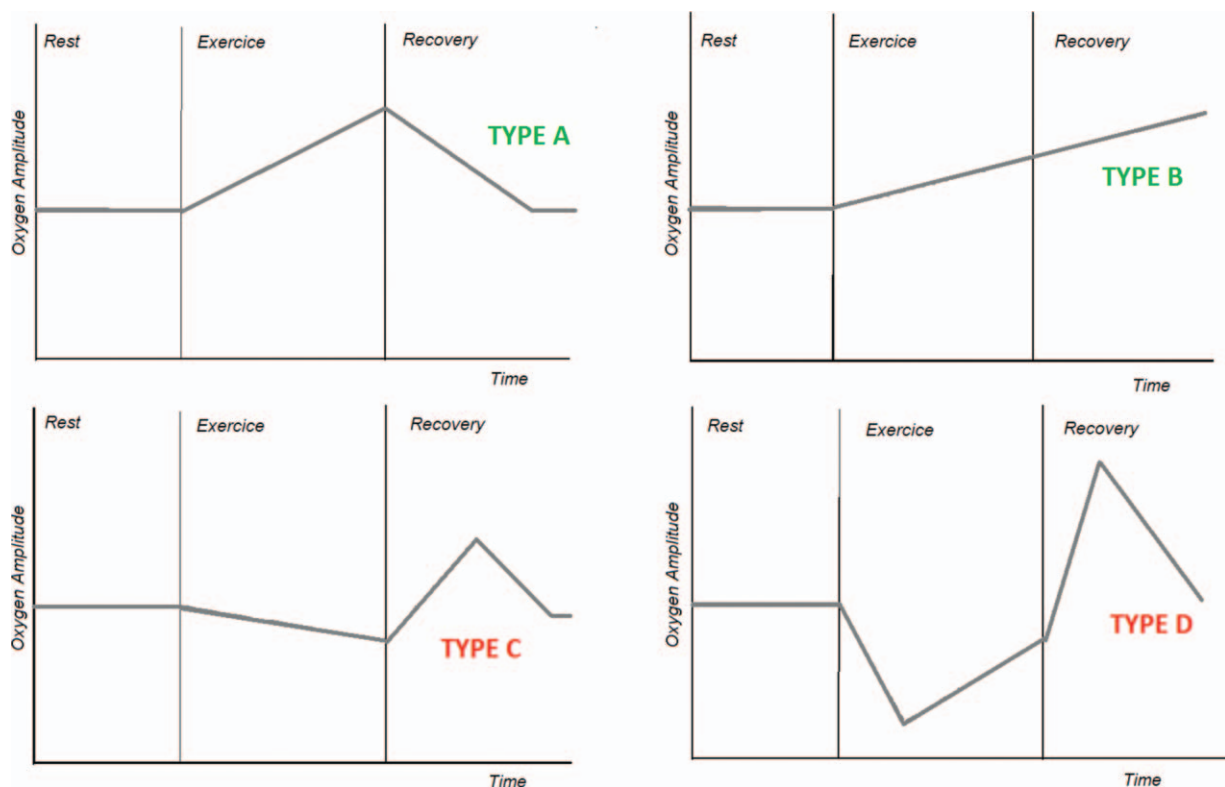 Rest Exercice Recovery
Oxygen Amplitude
TYPE A
Time
Rest Exercice Recovery
Oxygen Amplitude
TYPE B
Time
Rest Exercice Recovery
Oxygen Amplitude
TYPE C
Time
Rest Exercice Recovery
Oxygen Amplitude
TYPE D
Time